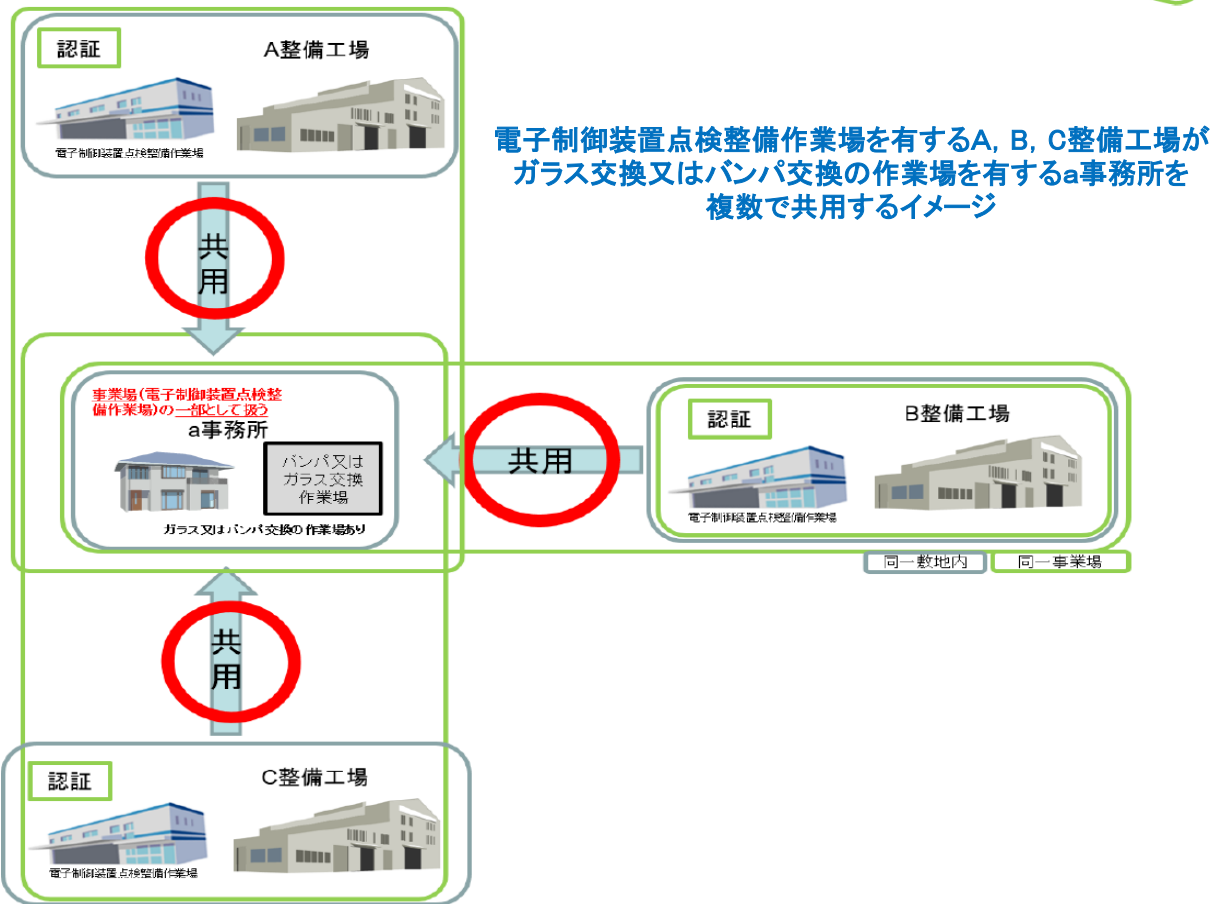 認証
A整備工場
電子制御装置点検整備作業場
電子制御装置点検整備作業場を有するA, B, C整備工場が
ガラス交換又はバンパ交換の作業場を有するa事務所を
複数で共用するイメージ
共
用
事業場(電子制御装置点検整
備作業場)の一部として扱う
a事務所
バンパ又は
ガラス交換
作業場
ガラス又はバンパ交換の作業場あり
共用
認証
B整備工場
電子制御装置点検整備作業場
同一敷地内
同一事業場
共
用
認証
C整備工場
電子制御装置点検整備作業場